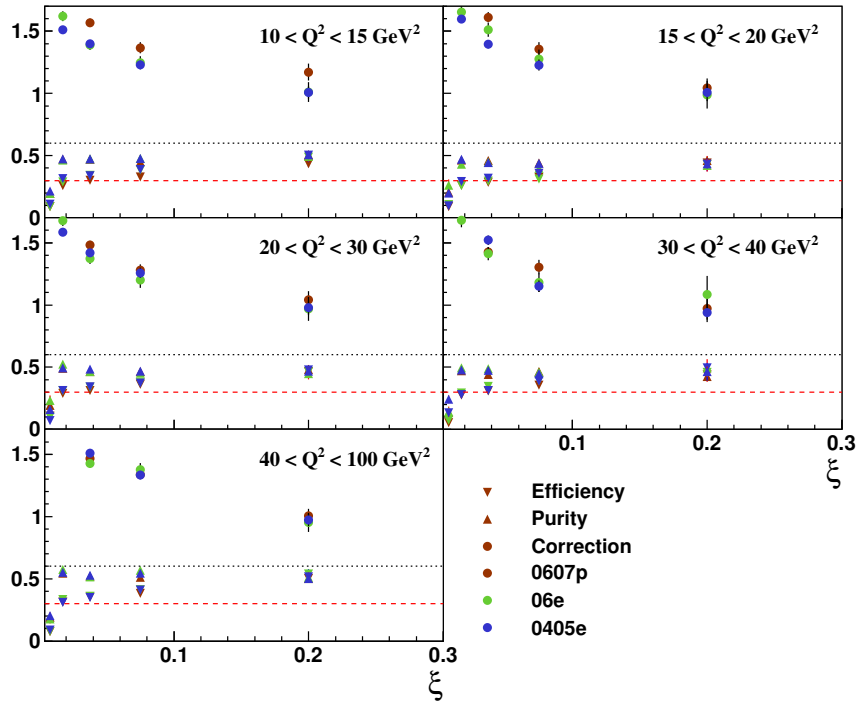 1.5
1
0.5
0
10 < Q² < 15 GeV²
15 < Q² < 20 GeV²
1.5
1
0.5
0
20 < Q² < 30 GeV²
30 < Q² < 40 GeV²
0.1
0.2
0.3
ξ
1.5
1
0.5
0
40 < Q² < 100 GeV²
Efficiency
Purity
Correction
0607p
06e
0405e
0.1
0.2
0.3
ξ